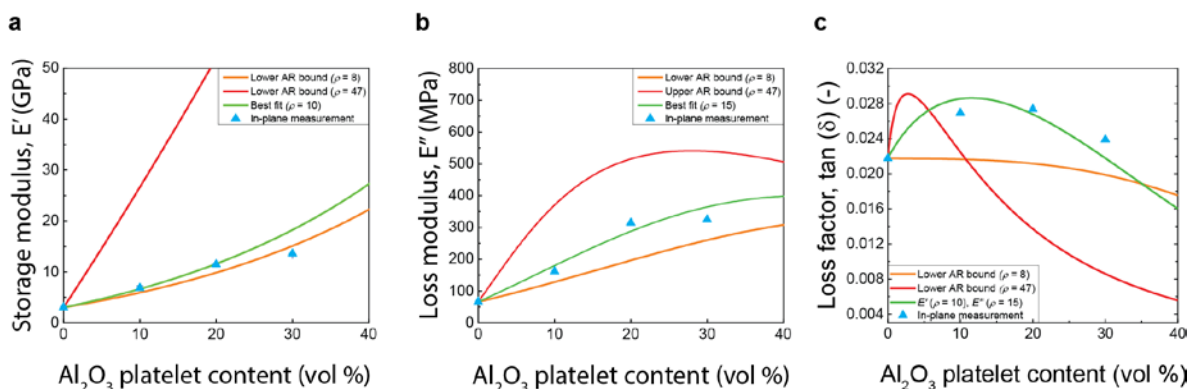 a
Storage modulus, E' (GPa)
50
40
30
20
10
0
Lower AR bound (ρ = 8)
Lower AR bound (ρ = 47)
Best fit (ρ = 10)
In-plane measurement
0 10 20 30 40
Al₂O₃ platelet content (vol %)
b
Loss modulus, E'' (MPa)
800
700
600
500
400
300
200
100
0
Lower AR bound (ρ = 8)
Upper AR bound (ρ = 47)
Best fit (ρ = 15)
In-plane measurement
0 10 20 30 40
Al₂O₃ platelet content (vol %)
c
Loss factor, tan (δ) (-)
0.032
0.028
0.024
0.020
0.016
0.012
0.008
0.004
Lower AR bound (ρ = 8)
Lower AR bound (ρ = 47)
E' (ρ = 10), E'' (ρ = 15)
In-plane measurement
0 10 20 30 40
Al₂O₃ platelet content (vol %)